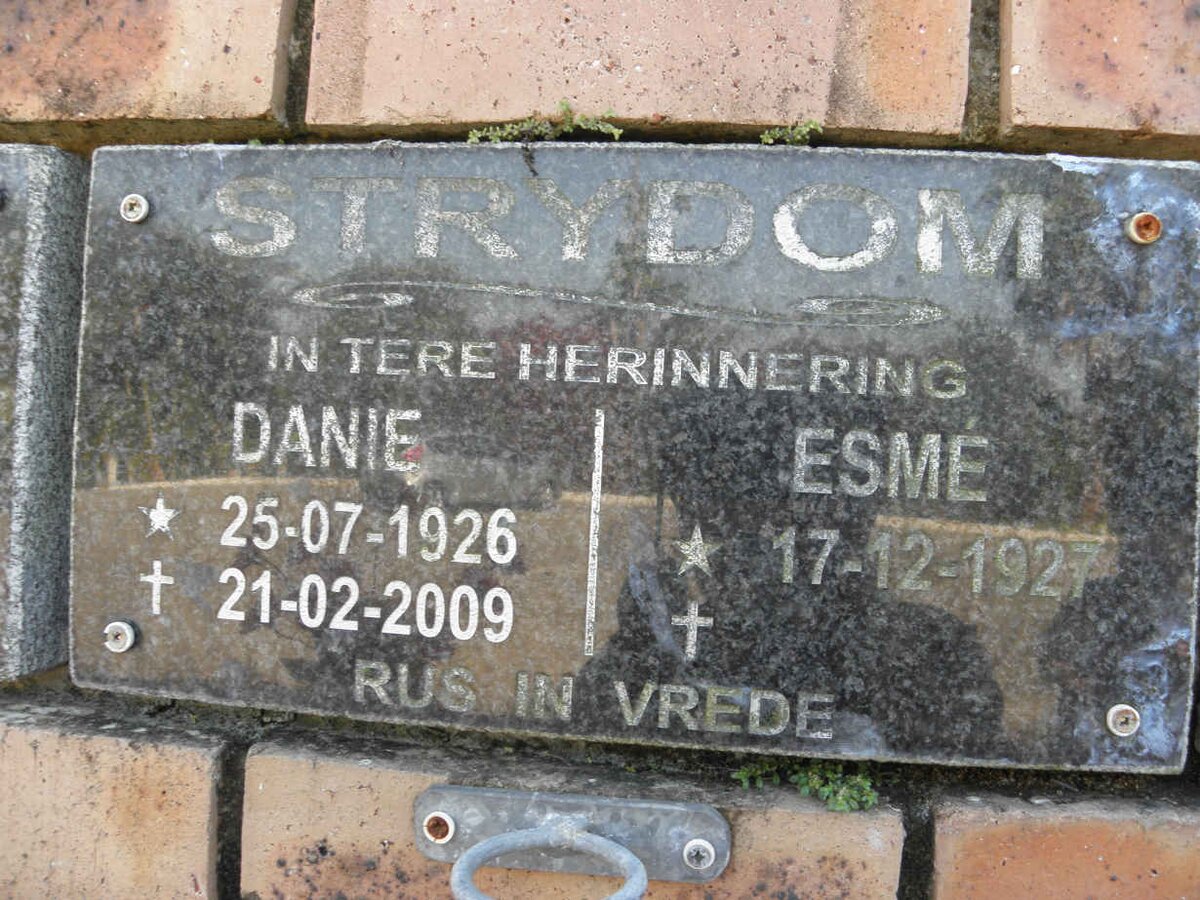 STRYDOM
IN TERE HERINNERING
DANIE
25-07-1926
21-02-2009
ESMÉ
17-12-1927
RUS IN VREDE